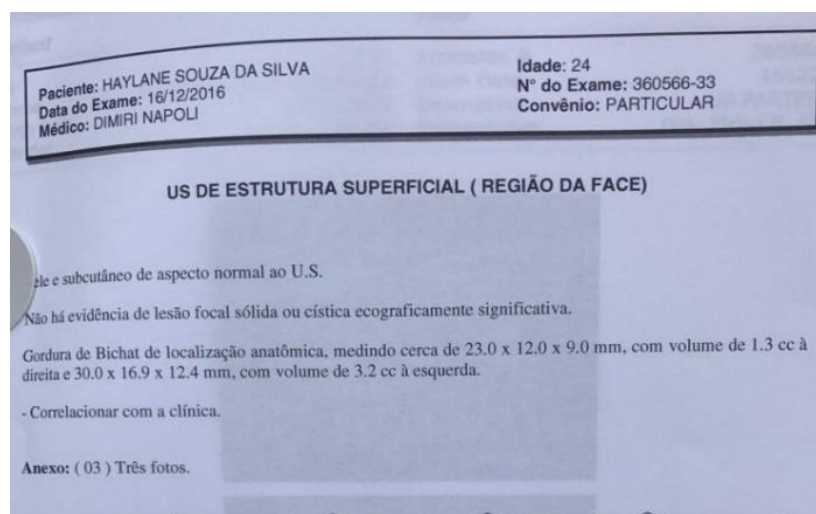 Paciente: HAYLANE SOUZA DA SILVA
Data do Exame: 16/12/2016
Médico: DIMIRI NAPOLI
Idade: 24
Nº do Exame: 360566-33
Convênio: PARTICULAR
US DE ESTRUTURA SUPERFICIAL ( REGIÃO DA FACE)
ele e subcutâneo de aspecto normal ao U.S.
Não há evidência de lesão focal sólida ou cística ecograficamente significativa.
Gordura de Bichat de localização anatômica, medindo cerca de 23.0 x 12.0 x 9.0 mm, com volume de 1.3 cc à
direita e 30.0 x 16.9 x 12.4 mm, com volume de 3.2 cc à esquerda.
- Correlacionar com a clínica.
Anexo: ( 03 ) Três fotos.